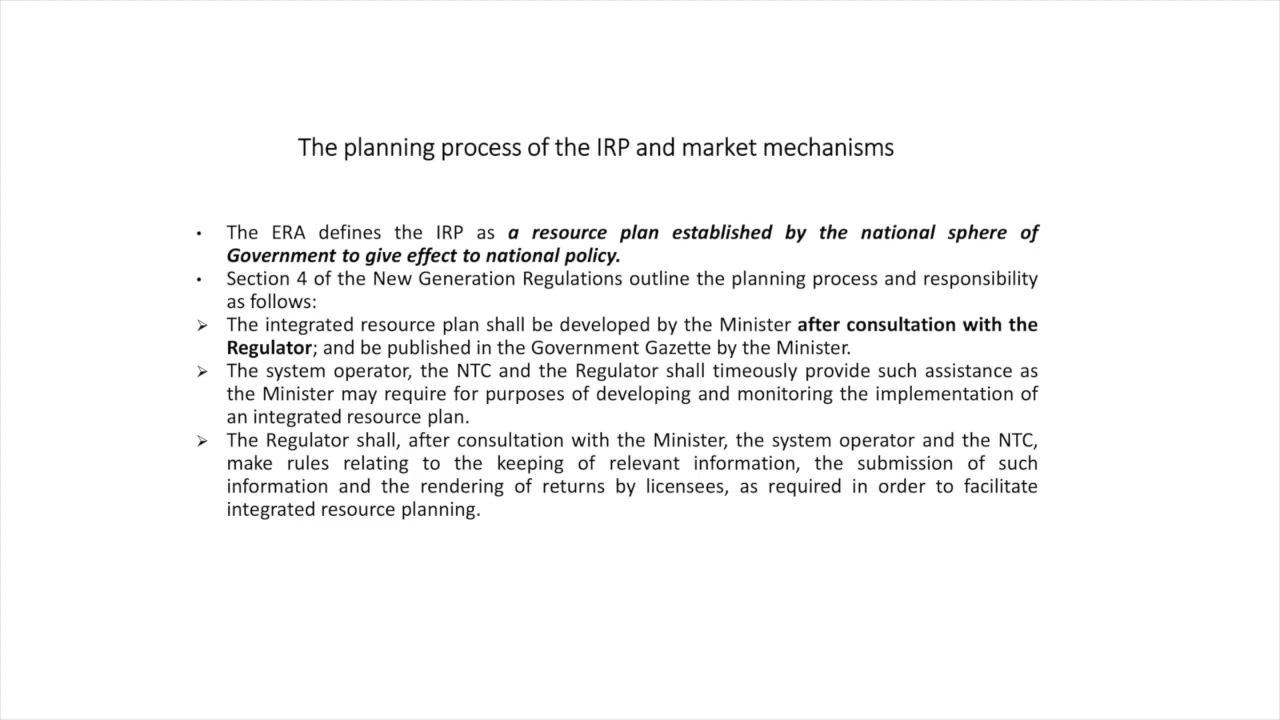 The planning process of the IRP and market mechanisms
• The ERA defines the IRP as a resource plan established by the national sphere of
Government to give effect to national policy.
• Section 4 of the New Generation Regulations outline the planning process and responsibility
as follows:
➢ The integrated resource plan shall be developed by the Minister after consultation with the
Regulator; and be published in the Government Gazette by the Minister.
➢ The system operator, the NTC and the Regulator shall timeously provide such assistance as
the Minister may require for purposes of developing and monitoring the implementation of
an integrated resource plan.
➢ The Regulator shall, after consultation with the Minister, the system operator and the NTC,
make rules relating to the keeping of relevant information, the submission of such
information and the rendering of returns by licensees, as required in order to facilitate
integrated resource planning.